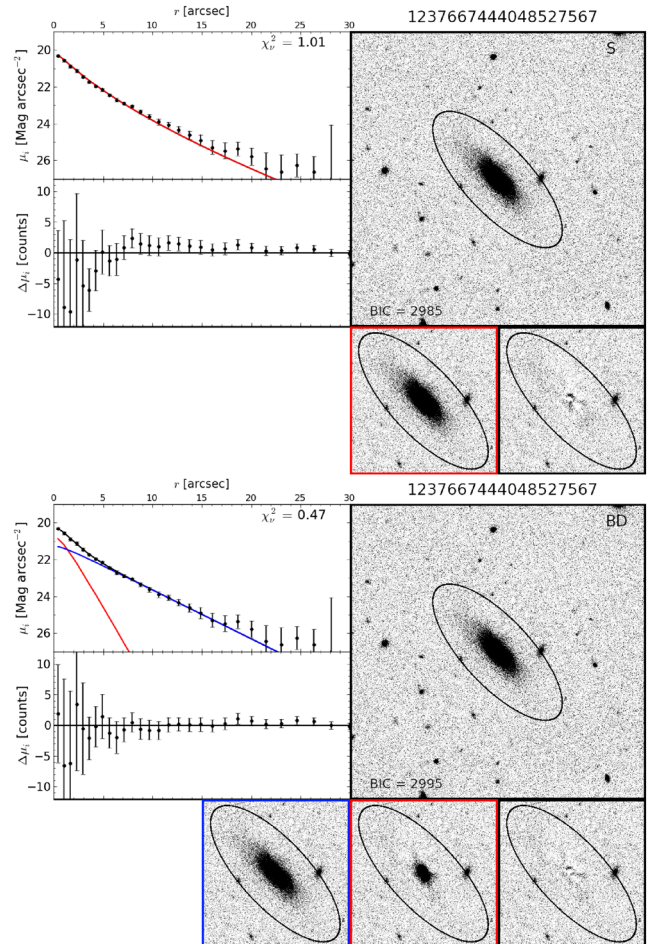 r [arcsec]
1237667444048527567
0 5 10 15 20 25 30
χ²ν = 1.01
S
20
22
24
26
μi [Mag arcsec−2]
10
5
0
−5
−10
Δμi [counts]
BIC = 2985
r [arcsec]
1237667444048527567
0 5 10 15 20 25 30
χ²ν = 0.47
BD
20
22
24
26
μi [Mag arcsec−2]
10
5
0
−5
−10
Δμi [counts]
BIC = 2995